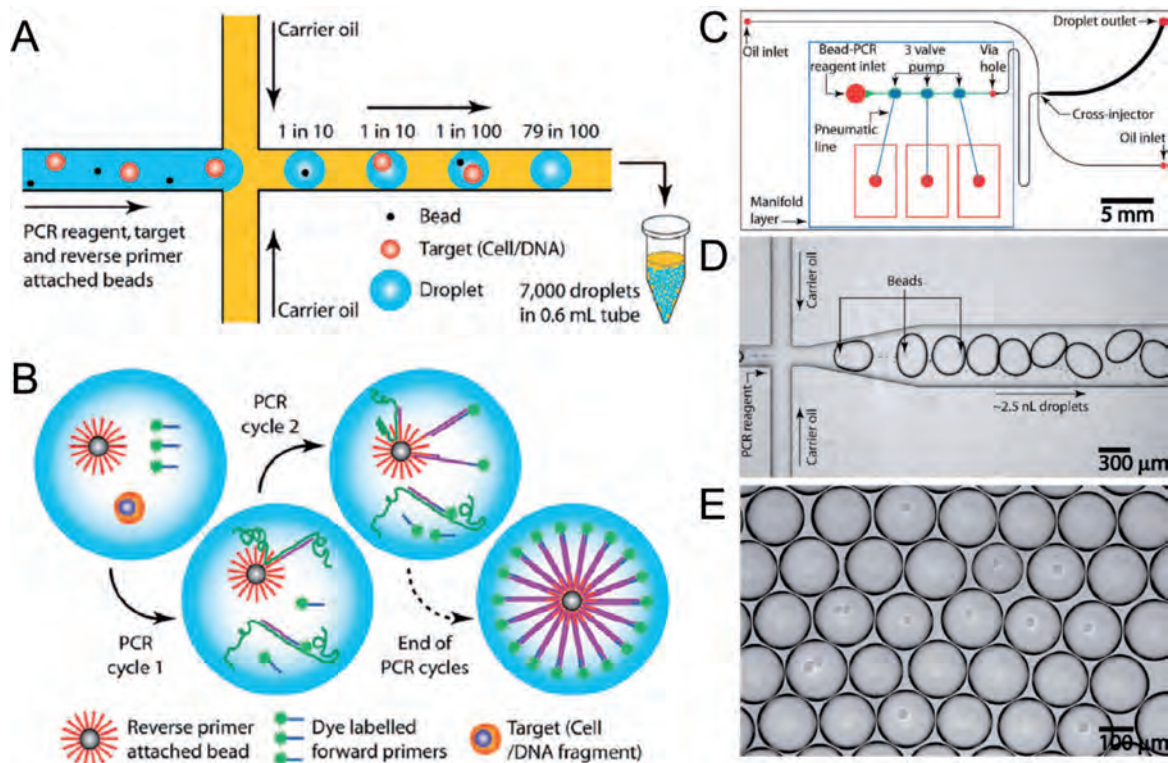 A
Carrier oil
1 in 10
1 in 10
1 in 100
79 in 100
PCR reagent, target
and reverse primer
attached beads
Bead
Target (Cell/DNA)
Droplet
Carrier oil
7,000 droplets
in 0.6 mL tube
B
PCR
cycle 2
PCR
cycle 1
End of
PCR cycles
Reverse primer
attached bead
Dye labelled
forward primers
Target (Cell
/DNA fragment)
C
Oil inlet
Droplet outlet
Bead-PCR
reagent inlet
3 valve
pump
Via
hole
Pneumatic
line
Cross-injector
Oil inlet
Manifold
layer
5 mm
D
Carrier oil
Beads
PCR reagent
Carrier oil
~2.5 nL droplets
300 μm
E
100 μm